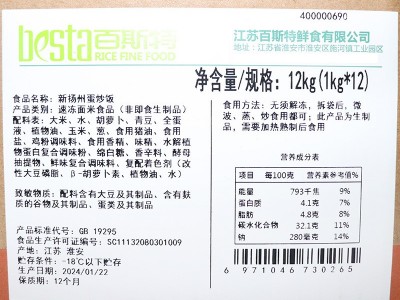 400000690
besta 百斯特
RICE FINE FOOD
江苏百斯特鲜食有限公司
地址：江苏省淮安市淮安区施河镇工业园区
净含量/规格：12kg(1kg*12)
食品名称：新扬州蛋炒饭
产品类别：速冻面米食品（非即食生制品）
配料表：大米、水、胡萝卜、青豆、全蛋
液、植物油、玉米、葱、食用猪油、食用
盐、鸡粉调味料、食用香精、味精、水解植
物蛋白复合调味粉、绵白糖、香辛料、酵母
抽提物、鲜味复合调味料、复配着色剂（改
性大豆磷脂、β-胡萝卜素、植物油、水）
致敏物质：配料含大豆及其制品、含有麸
质的谷物及其制品、蛋类及其制品
产品标准代号：GB 19295
食品生产许可证编号：SC111320B0301009
产地：江苏 淮安
贮存条件：-18℃以下贮存
生产日期：2024/01/22
保质期：12个月
食用方法：无须解冻，拆袋后，微
波、蒸、炒食用都可；此产品为生制
品，需要加热熟制后食用
营养成分表
项目 每100克 营养素参考值%
能量 793千焦 9%
蛋白质 4.1克 7%
脂肪 4.8克 8%
碳水化合物 32.1克 11%
钠 280毫克 14%
6 971046 730265